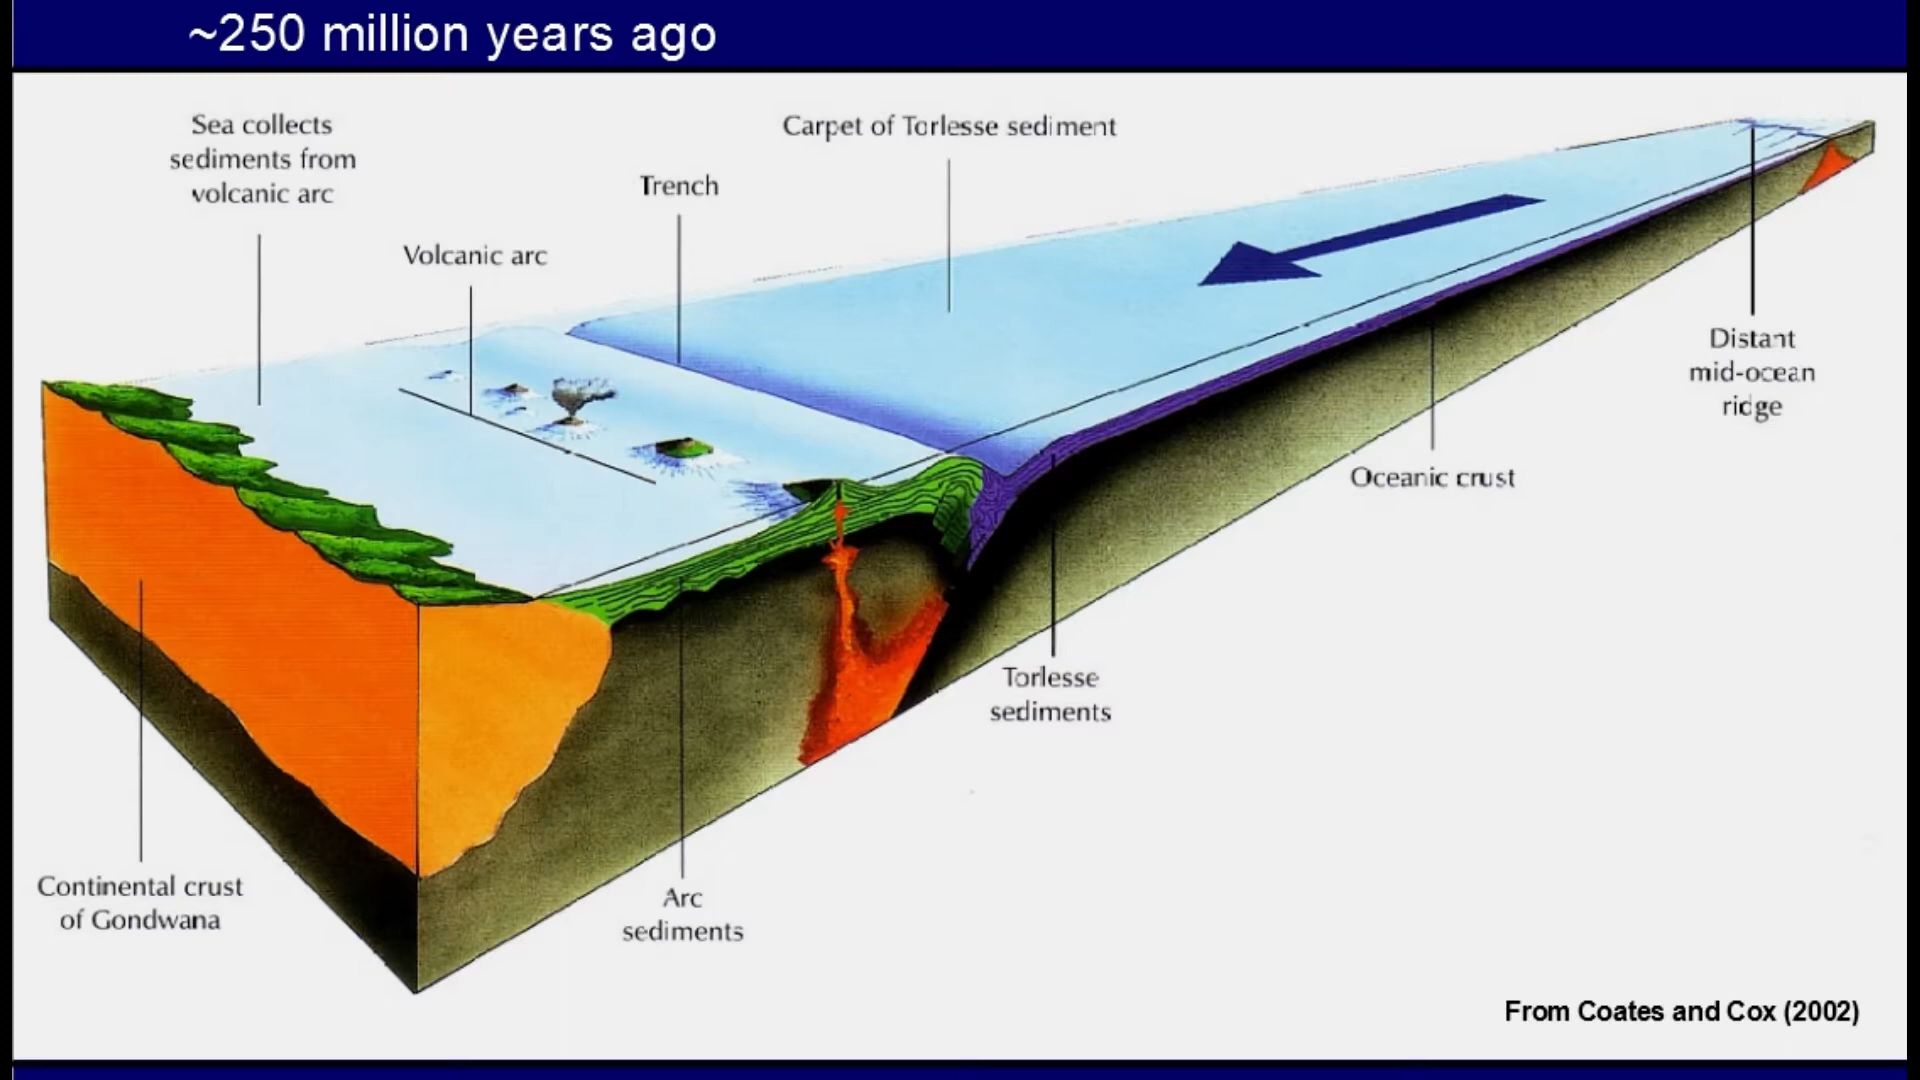 ~250 million years ago
Sea collects
sediments from
volcanic arc
Volcanic arc
Trench
Carpet of Torlesse sediment
Distant
mid-ocean
ridge
Oceanic crust
Torlesse
sediments
Arc
sediments
Continental crust
of Gondwana
From Coates and Cox (2002)